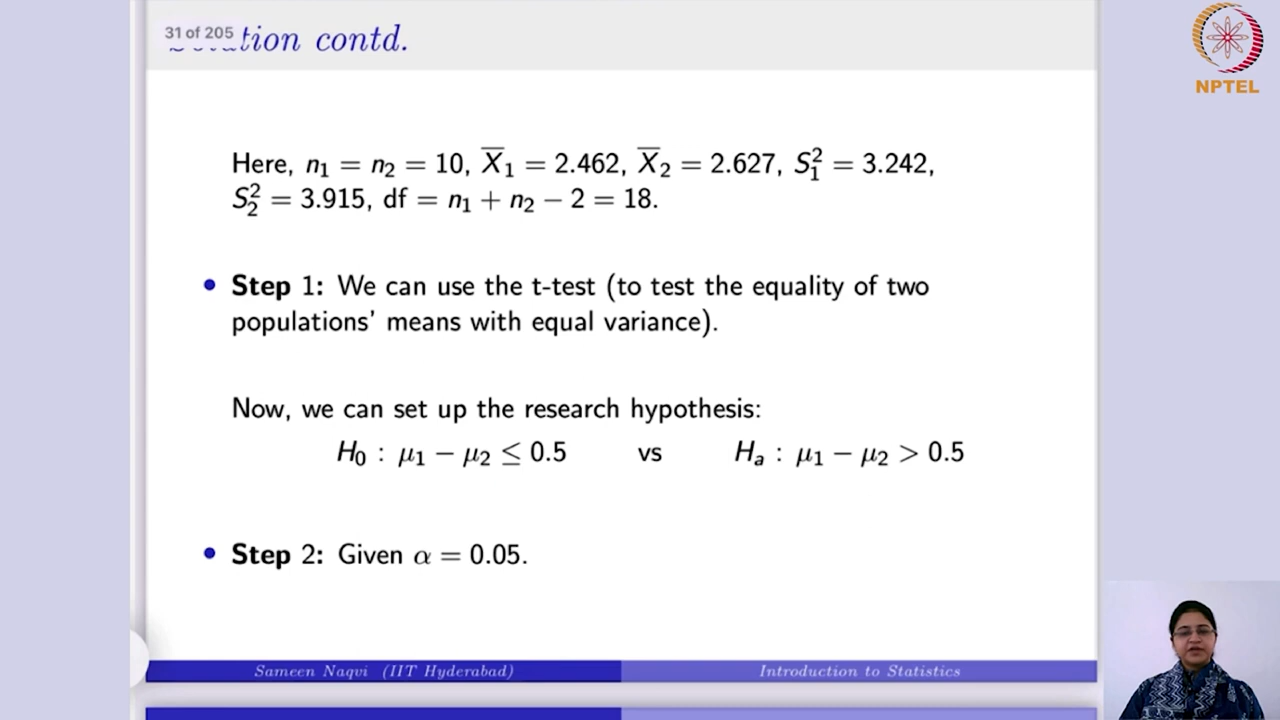 31 of 205
tion contd.
NPTEL
Here, n₁ = n₂ = 10, X̅₁ = 2.462, X̅₂ = 2.627, S₁² = 3.242,
S₂² = 3.915, df = n₁ + n₂ − 2 = 18.
• Step 1: We can use the t-test (to test the equality of two
populations' means with equal variance).
Now, we can set up the research hypothesis:
H₀ : μ₁ − μ₂ ≤ 0.5 vs Hₐ : μ₁ − μ₂ > 0.5
• Step 2: Given α = 0.05.
Sameen Naqvi (IIT Hyderabad) Introduction to Statistics